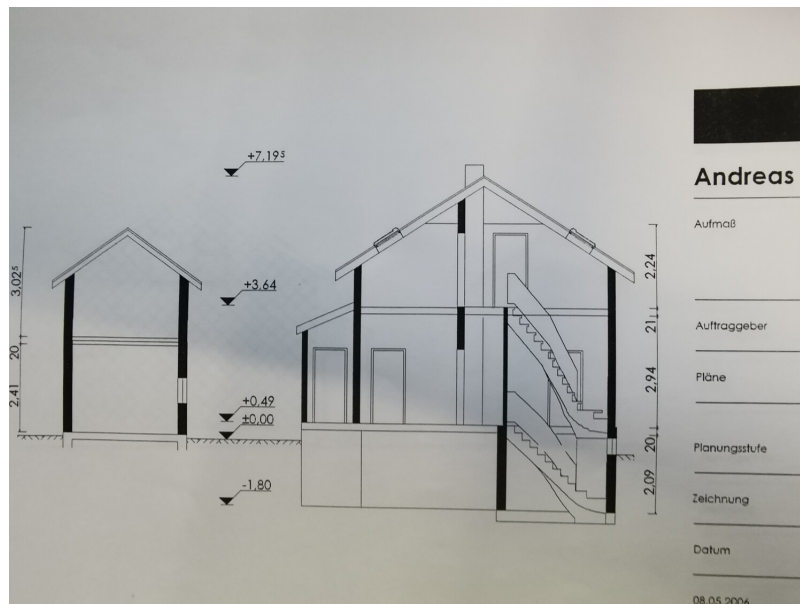 +7,19⁵
+3,64
+0,49
±0,00
-1,80
3,02⁵
20
2,41
2,24
21
2,94
20
2,09
Andreas
Aufmaß
Auftraggeber
Pläne
Planungsstufe
Zeichnung
Datum
08.05.2006